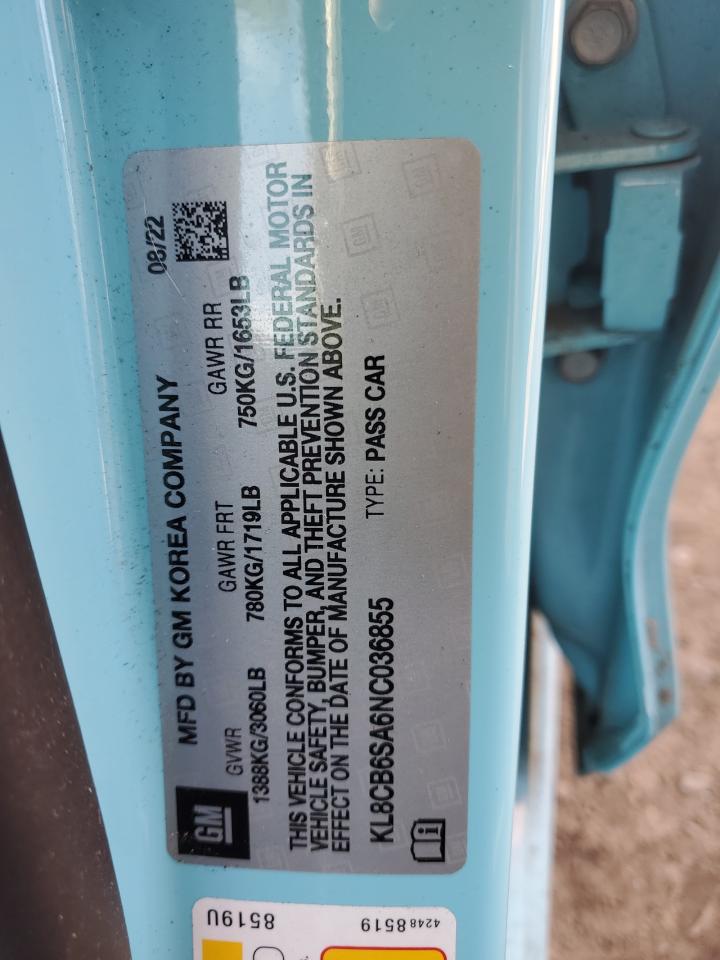 MFD BY GM KOREA COMPANY 08/22
GVWR GAWR FRT GAWR RR
1388KG/3060LB 780KG/1719LB 750KG/1653LB
THIS VEHICLE CONFORMS TO ALL APPLICABLE U.S. FEDERAL MOTOR
VEHICLE SAFETY, BUMPER, AND THEFT PREVENTION STANDARDS IN
EFFECT ON THE DATE OF MANUFACTURE SHOWN ABOVE.
KL8CB6SA6NC036855 TYPE: PASS CAR
GM
8519U
4248 8519